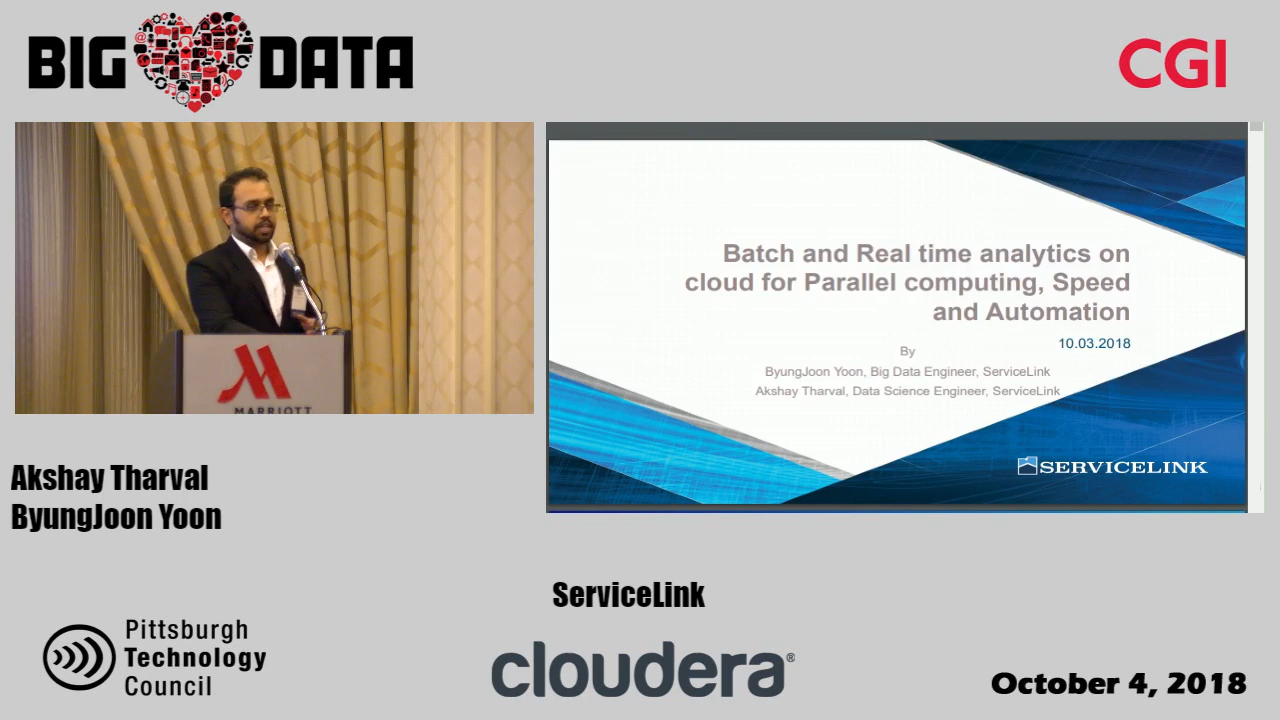 BIG DATA
CGI
MARRIOTT
Batch and Real time analytics on
cloud for Parallel computing, Speed
and Automation
10.03.2018
By
ByungJoon Yoon, Big Data Engineer, ServiceLink
Akshay Tharval, Data Science Engineer, ServiceLink
SERVICELINK
Akshay Tharval
ByungJoon Yoon
ServiceLink
Pittsburgh
Technology
Council
cloudera®
October 4, 2018